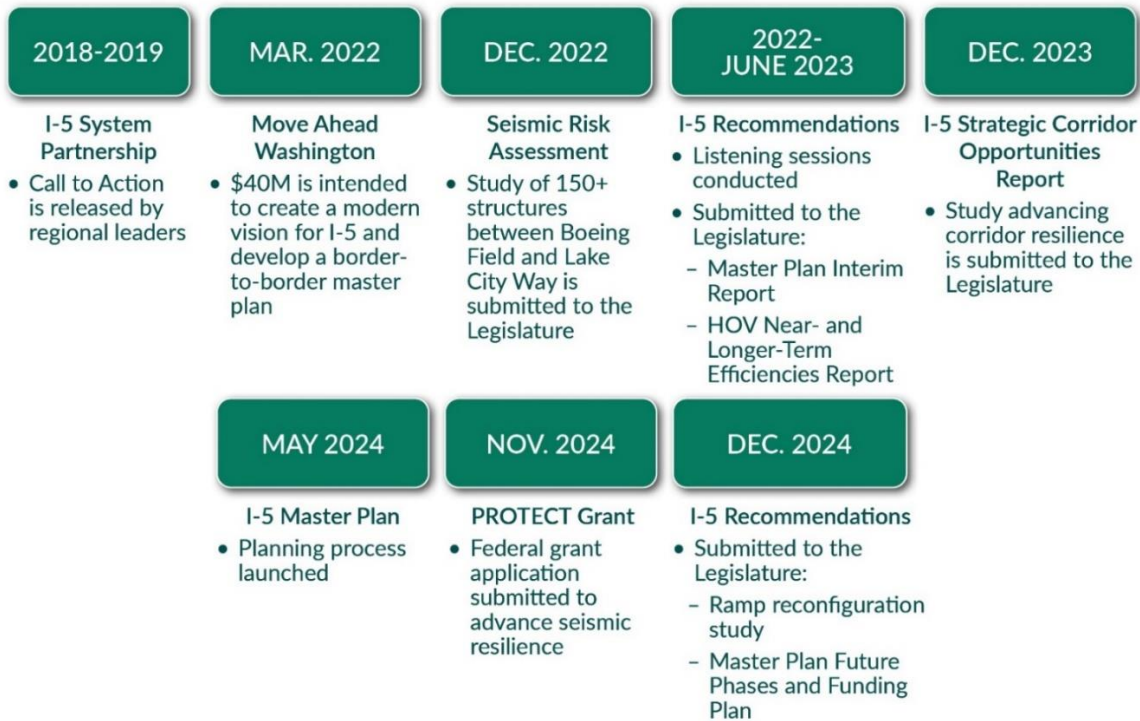 2018-2019
I-5 System
Partnership
• Call to Action
is released by
regional leaders
MAR. 2022
Move Ahead
Washington
• $40M is intended
to create a modern
vision for I-5 and
develop a border-
to-border master
plan
DEC. 2022
Seismic Risk
Assessment
• Study of 150+
structures
between Boeing
Field and Lake
City Way is
submitted to the
Legislature
2022-
JUNE 2023
I-5 Recommendations
• Listening sessions
conducted
• Submitted to the
Legislature:
– Master Plan Interim
Report
– HOV Near- and
Longer-Term
Efficiencies Report
DEC. 2023
I-5 Strategic Corridor
Opportunities
Report
• Study advancing
corridor resilience
is submitted to the
Legislature
MAY 2024
I-5 Master Plan
• Planning process
launched
NOV. 2024
PROTECT Grant
• Federal grant
application
submitted to
advance seismic
resilience
DEC. 2024
I-5 Recommendations
• Submitted to the
Legislature:
– Ramp reconfiguration
study
– Master Plan Future
Phases and Funding
Plan